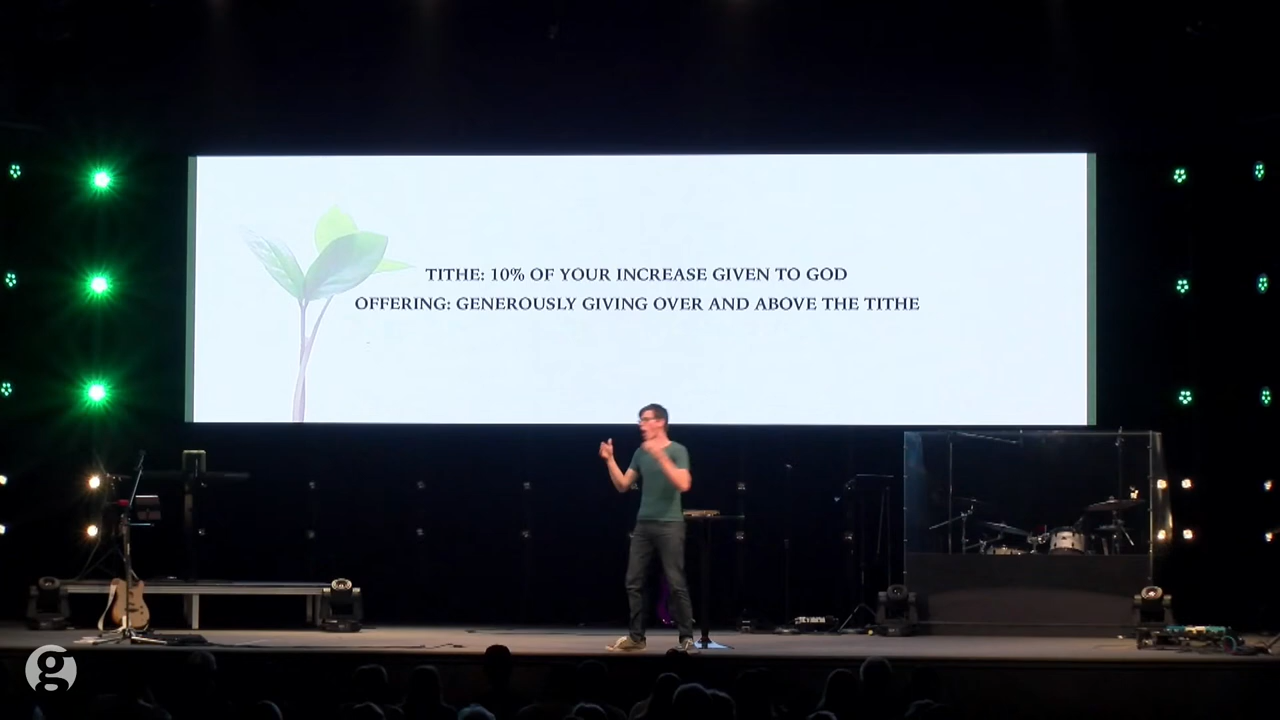 TITHE: 10% OF YOUR INCREASE GIVEN TO GOD
OFFERING: GENEROUSLY GIVING OVER AND ABOVE THE TITHE
g